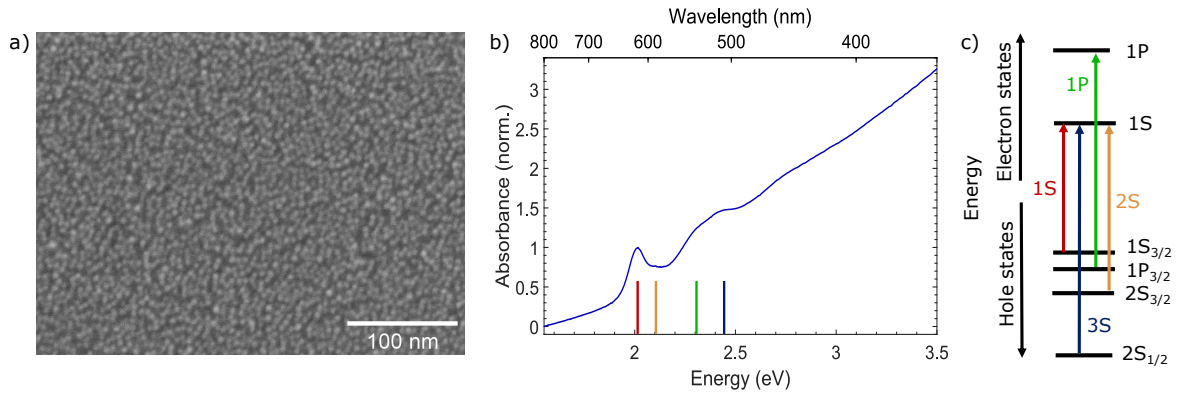 a)
100 nm
b)
Wavelength (nm)
800 700 600 500 400
Absorbance (norm.)
3
2.5
2
1.5
1
0.5
0
2 2.5 3 3.5
Energy (eV)
c)
Energy
Electron states
Hole states
1P
1P
1S
1S
2S
1S3/2
1P3/2
2S3/2
3S
2S1/2